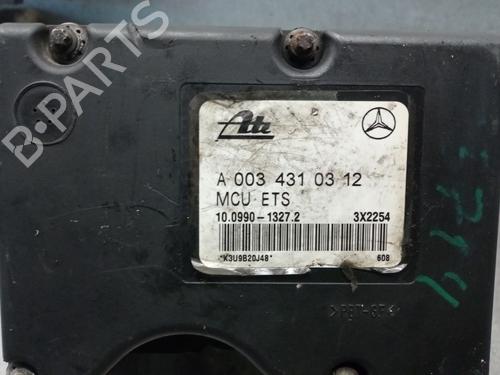 B-PARTS
Ate
A 003 431 03 12
MCU ETS
10.0990-1327.2 3X2254
*K3U9B20J48* 608